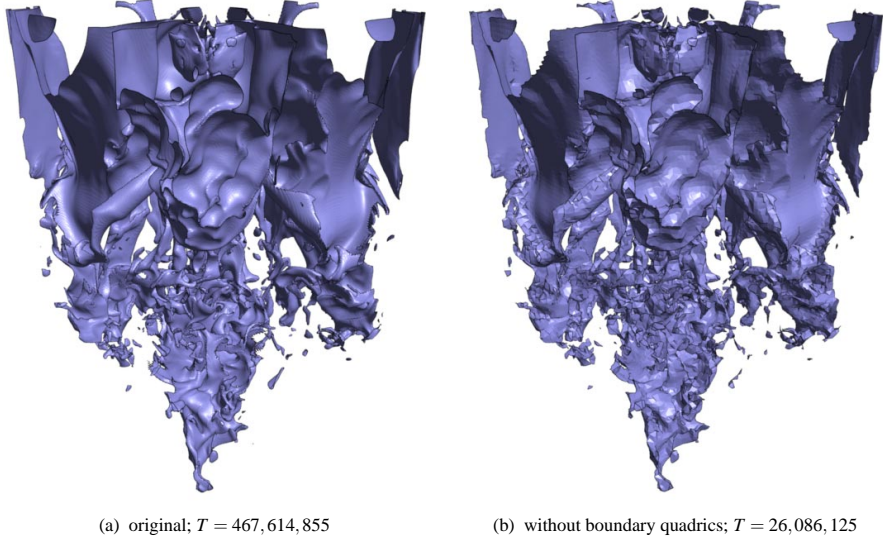 (a) original; T = 467,614,855
(b) without boundary quadrics; T = 26,086,125